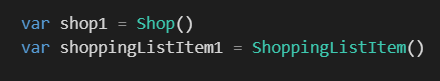 var shop1 = Shop()
var shoppingListItem1 = ShoppingListItem()